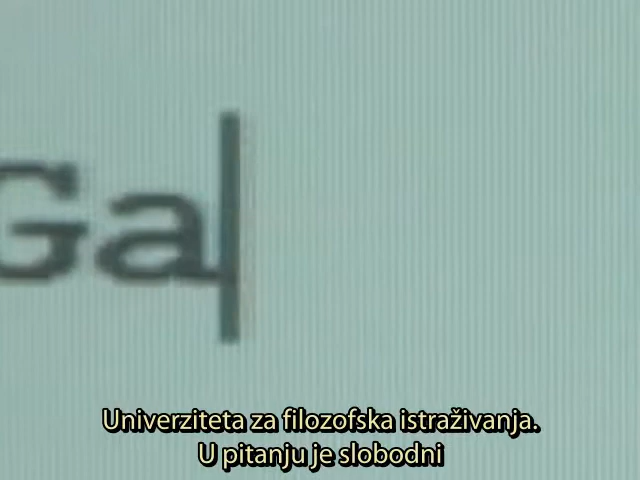 Ga
Univerziteta za filozofska istraživanja.
U pitanju je slobodni